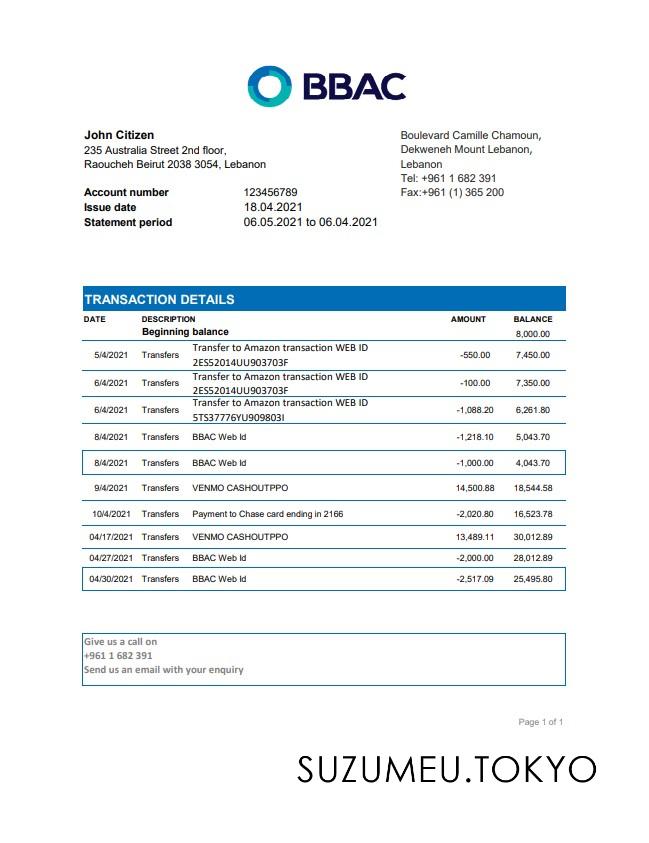 BBAC
John Citizen
235 Australia Street 2nd floor,
Raoucheh Beirut 2038 3054, Lebanon
Boulevard Camille Chamoun,
Dekweneh Mount Lebanon,
Lebanon
Tel: +961 1 682 391
Fax:+961 (1) 365 200
Account number 123456789
Issue date 18.04.2021
Statement period 06.05.2021 to 06.04.2021
TRANSACTION DETAILS
DATE DESCRIPTION AMOUNT BALANCE
Beginning balance 8,000.00
5/4/2021 Transfers Transfer to Amazon transaction WEB ID
2ES52014UU903703F -550.00 7,450.00
6/4/2021 Transfers Transfer to Amazon transaction WEB ID
2ES52014UU903703F -100.00 7,350.00
6/4/2021 Transfers Transfer to Amazon transaction WEB ID
5TS37776YU909803I -1,088.20 6,261.80
8/4/2021 Transfers BBAC Web Id -1,218.10 5,043.70
8/4/2021 Transfers BBAC Web Id -1,000.00 4,043.70
9/4/2021 Transfers VENMO CASHOUTPPO 14,500.88 18,544.58
10/4/2021 Transfers Payment to Chase card ending in 2166 -2,020.80 16,523.78
04/17/2021 Transfers VENMO CASHOUTPPO 13,489.11 30,012.89
04/27/2021 Transfers BBAC Web Id -2,000.00 28,012.89
04/30/2021 Transfers BBAC Web Id -2,517.09 25,495.80
Give us a call on
+961 1 682 391
Send us an email with your enquiry
Page 1 of 1
SUZUMEU.TOKYO